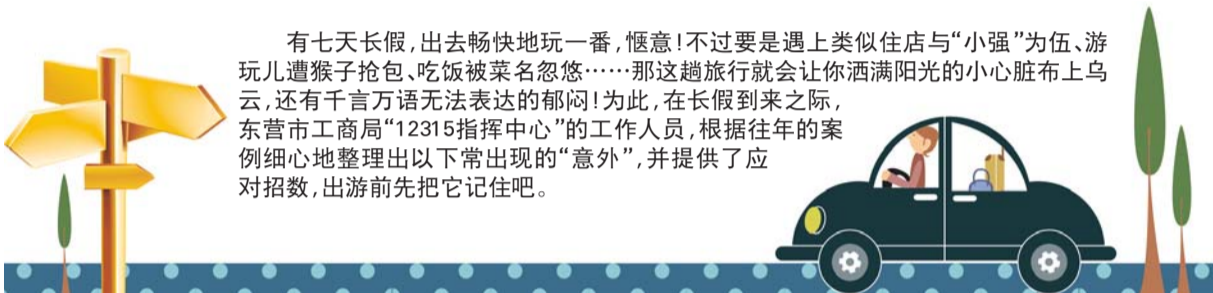 有七天长假,出去畅快地玩一番,惬意!不过要是遇上类似住店与“小强”为伍、游
玩儿遭猴子抢包、吃饭被菜名忽悠……那这趟旅行就会让你洒满阳光的小心脏布上乌
云,还有千言万语无法表达的郁闷!为此,在长假到来之际,
东营市工商局“12315指挥中心”的工作人员,根据往年的案
例细心地整理出以下常出现的“意外”,并提供了应
对招数,出游前先把它记住吧。